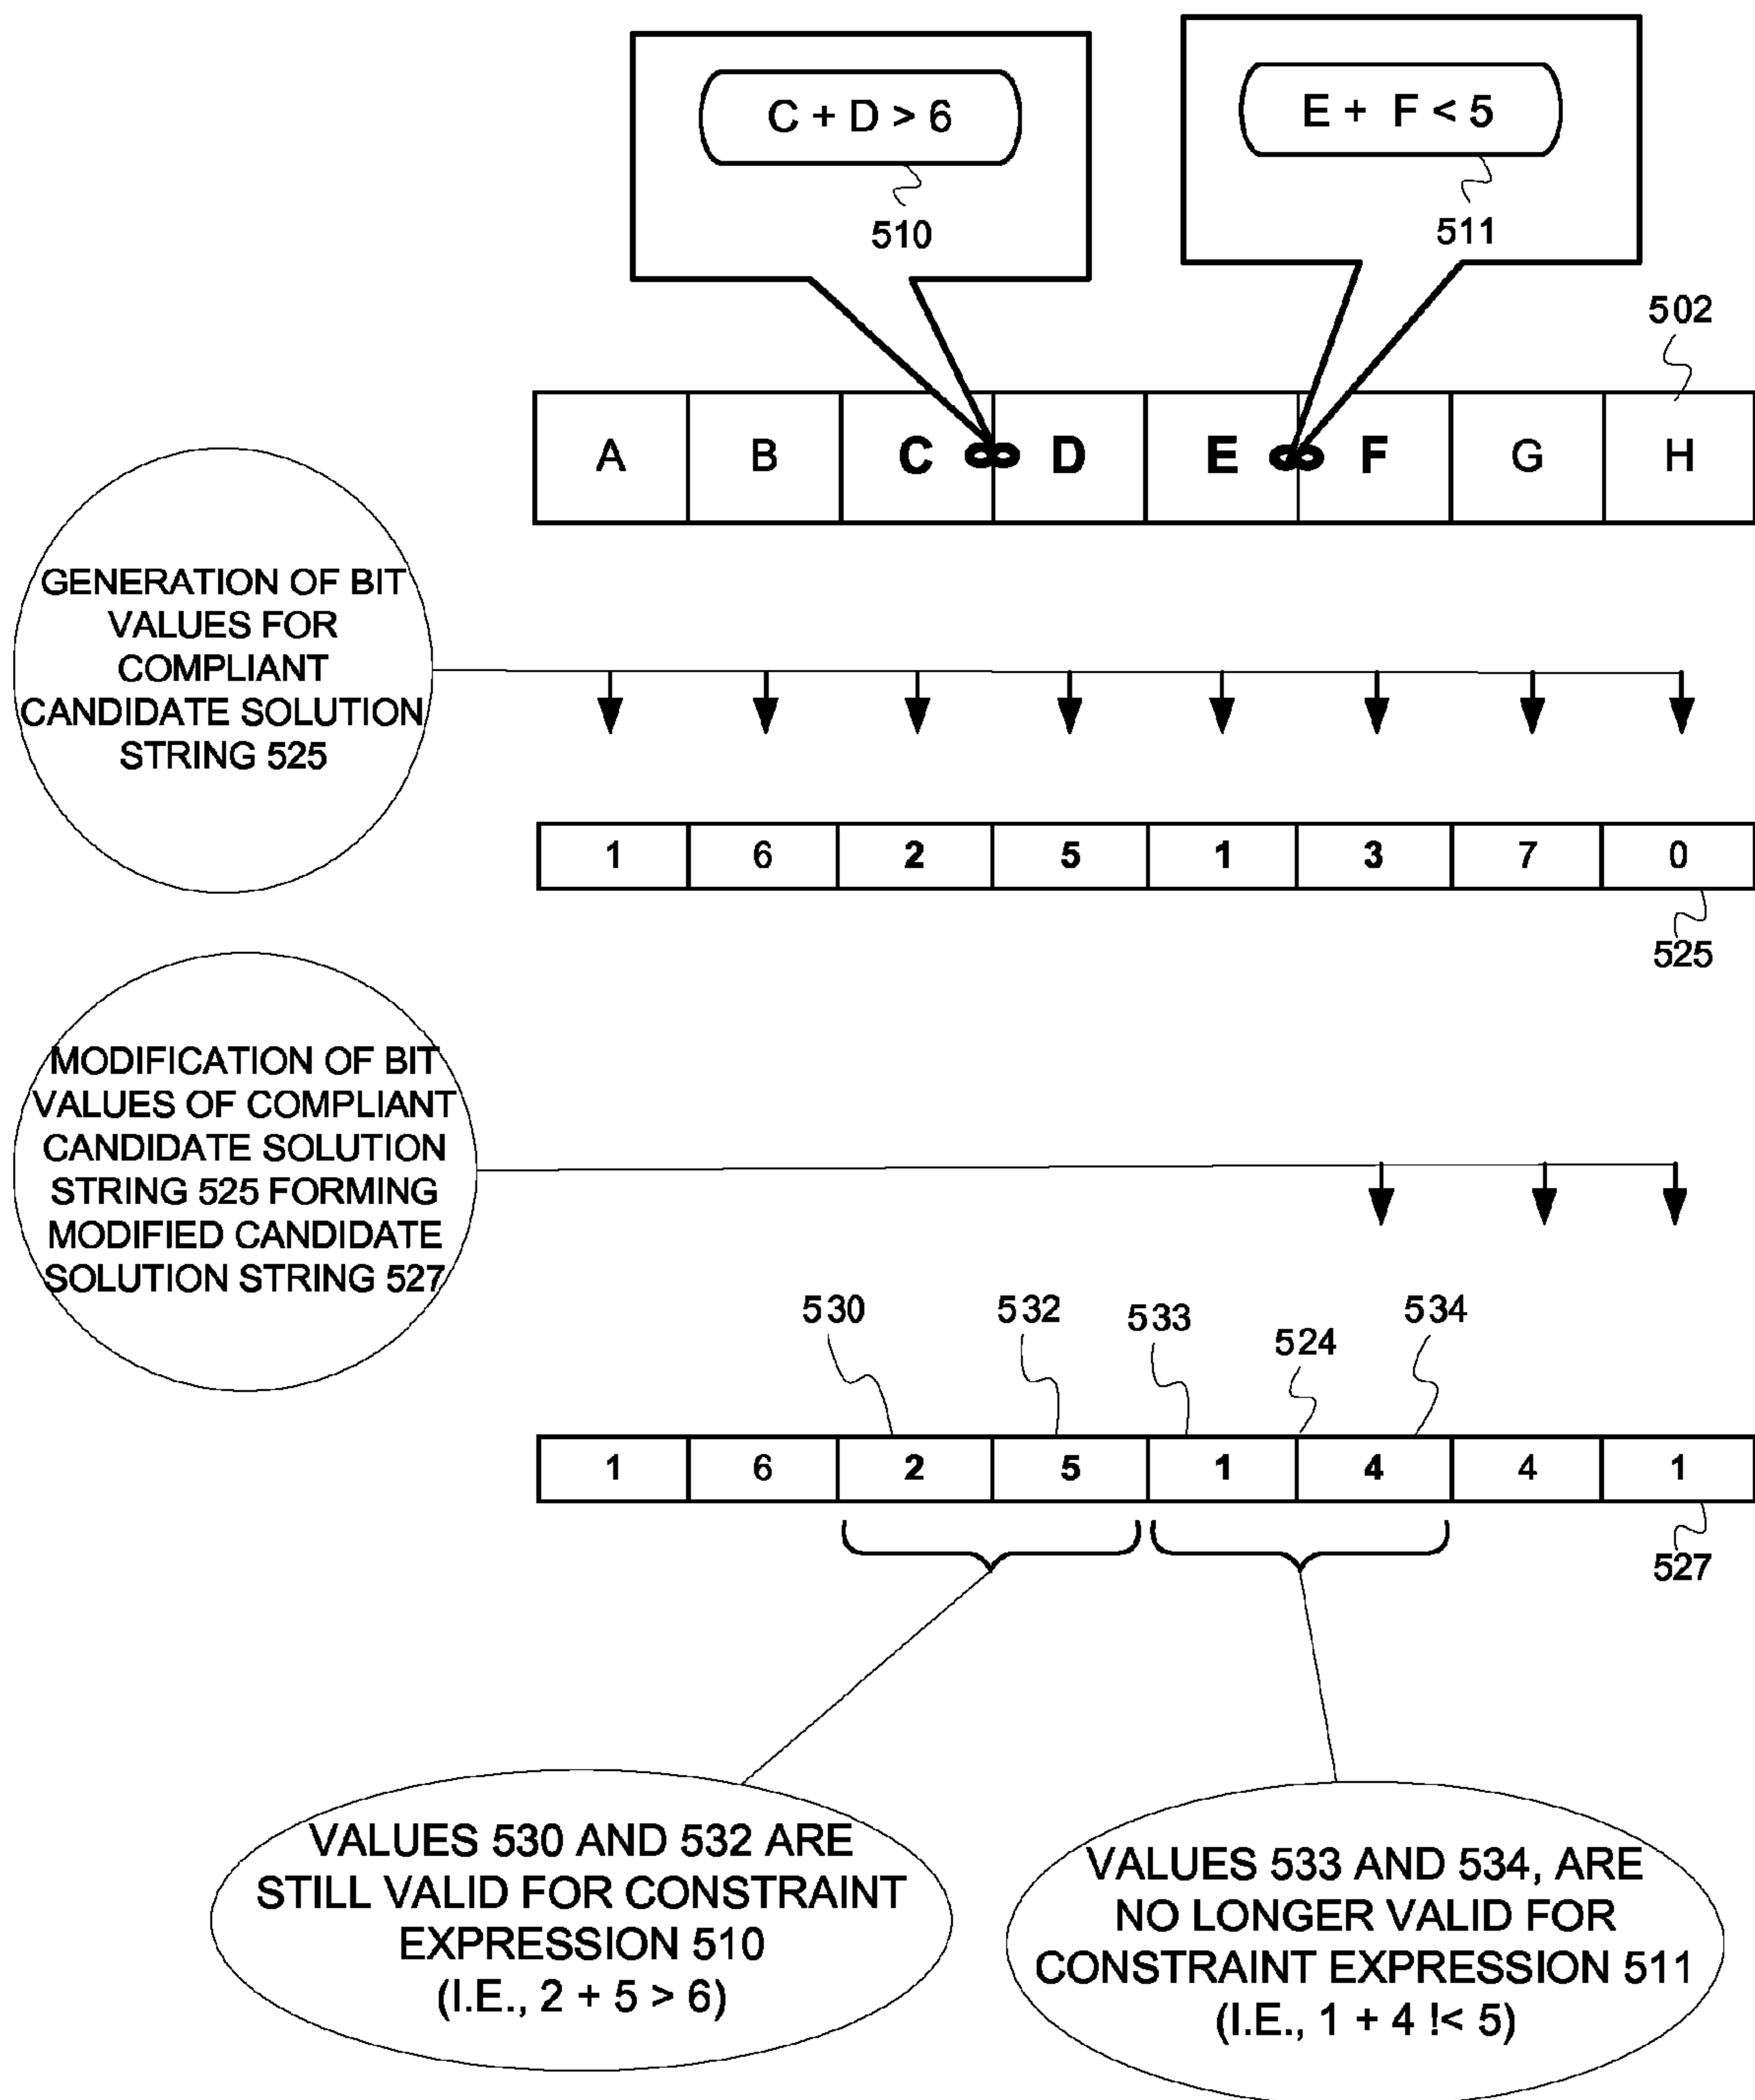 C + D > 6
510
E + F < 5
511
502
A B C ∞ D E ∞ F G H
GENERATION OF BIT
VALUES FOR
COMPLIANT
CANDIDATE SOLUTION
STRING 525
1 6 2 5 1 3 7 0
525
MODIFICATION OF BIT
VALUES OF COMPLIANT
CANDIDATE SOLUTION
STRING 525 FORMING
MODIFIED CANDIDATE
SOLUTION STRING 527
530 532 533 524 534
1 6 2 5 1 4 4 1
527
VALUES 530 AND 532 ARE
STILL VALID FOR CONSTRAINT
EXPRESSION 510
(I.E., 2 + 5 > 6)
VALUES 533 AND 534, ARE
NO LONGER VALID FOR
CONSTRAINT EXPRESSION 511
(I.E., 1 + 4 !< 5)